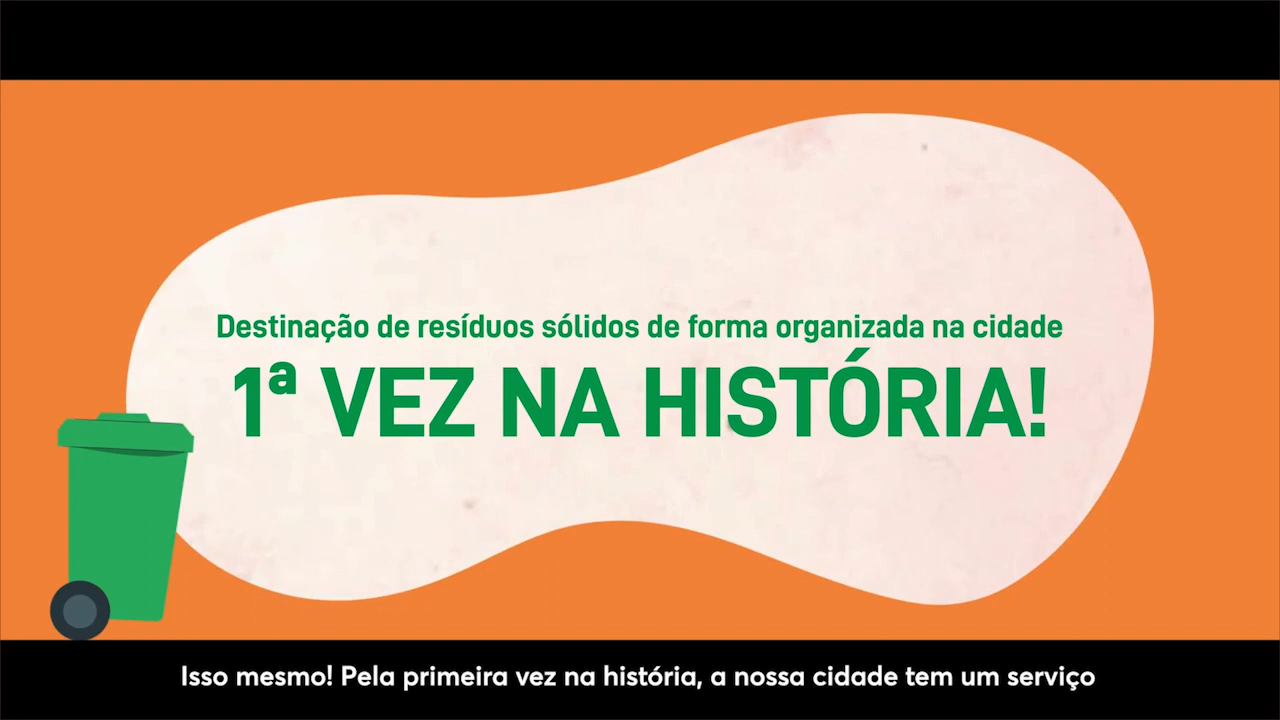 Destinação de resíduos sólidos de forma organizada na cidade
1ª VEZ NA HISTÓRIA!
Isso mesmo! Pela primeira vez na história, a nossa cidade tem um serviço